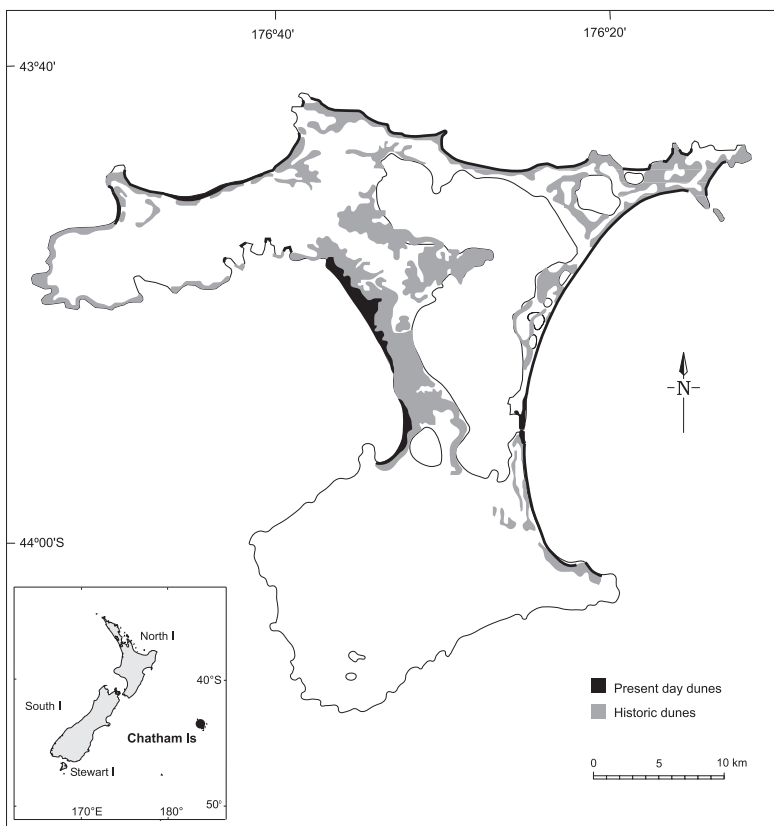 176º40' 176º20'
43º40'
N
44º00'S
North I
40°S
South I
Chatham Is
Stewart I
50°
170°E 180°
Present day dunes
Historic dunes
0 5 10 km